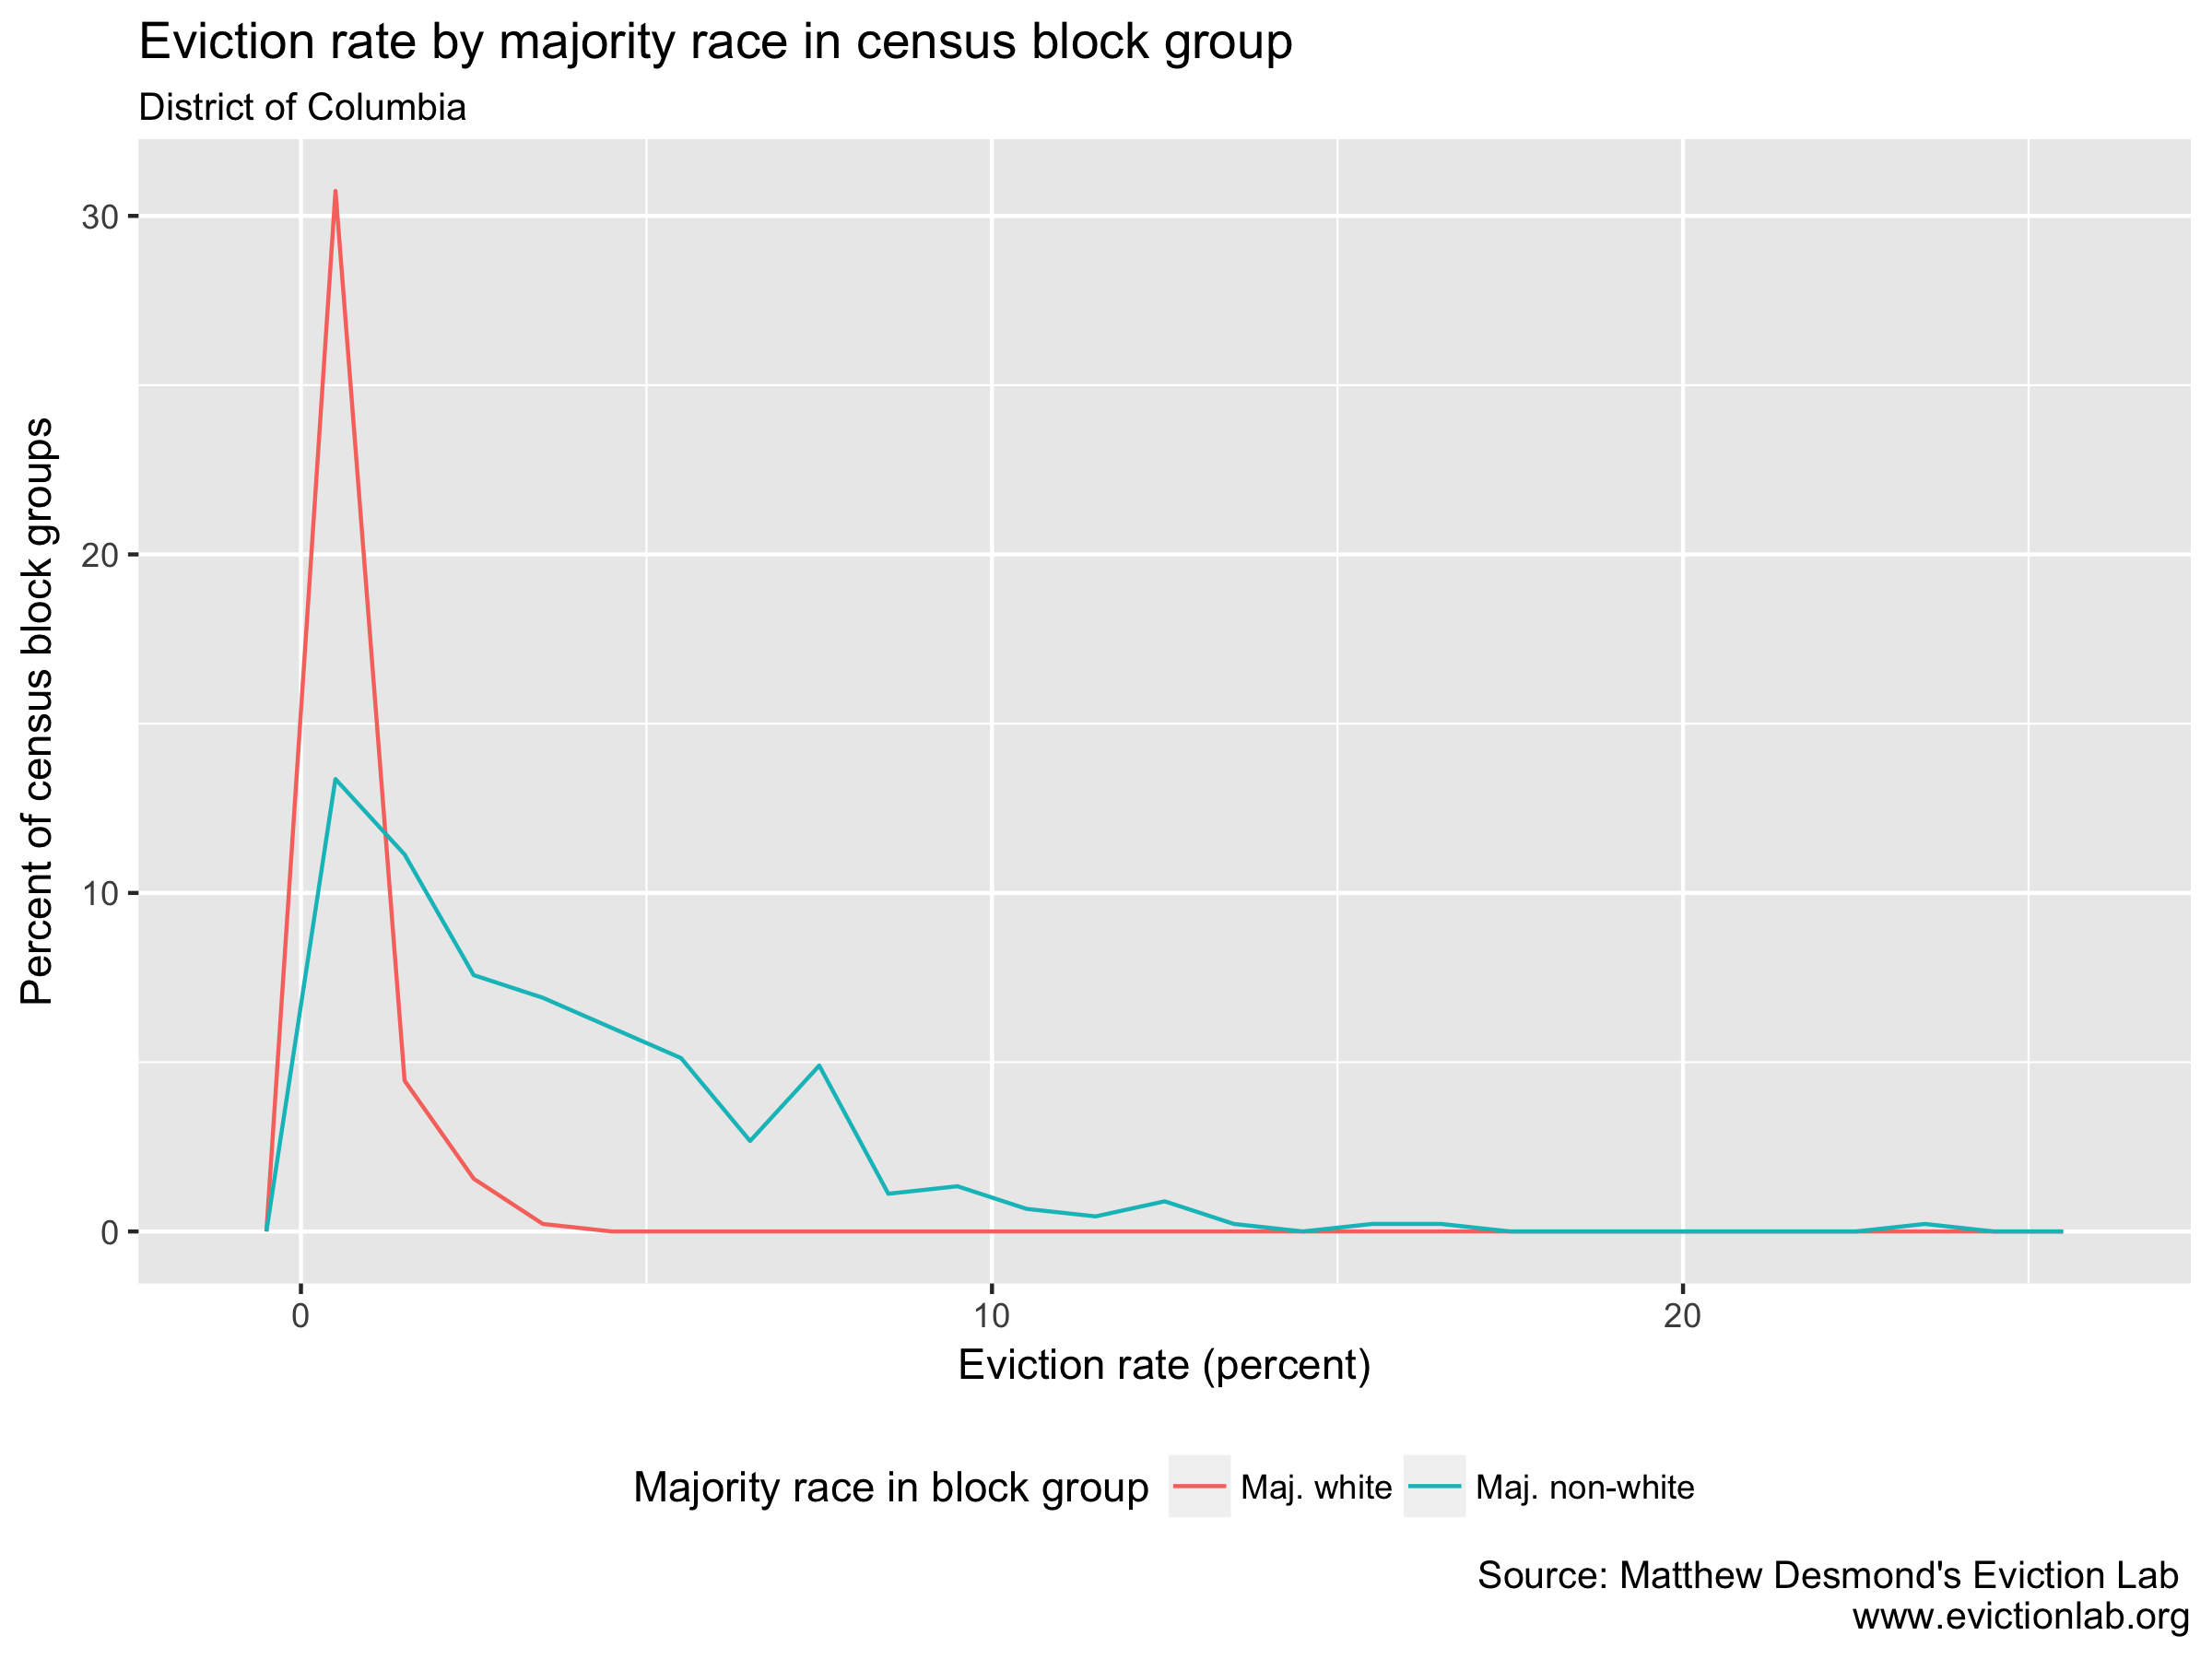 Eviction rate by majority race in census block group
District of Columbia
Percent of census block groups
30
20
10
0
0 10 20
Eviction rate (percent)
Majority race in block group Maj. white Maj. non-white
Source: Matthew Desmond's Eviction Lab
www.evictionlab.org